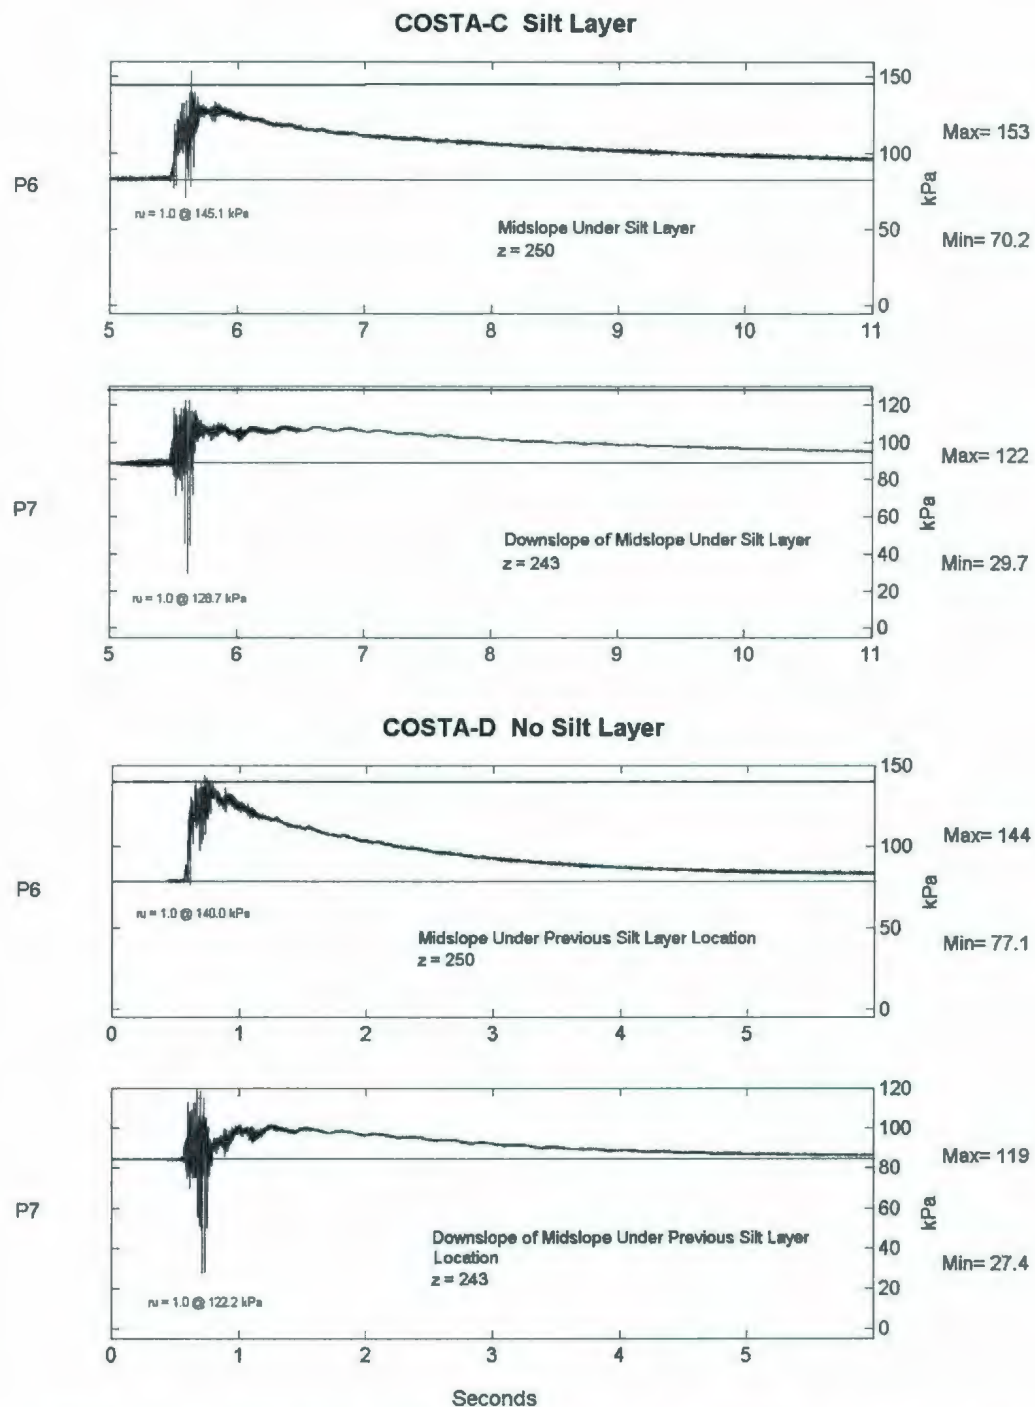 COSTA-C Silt Layer
P6
150
100
50
0
kPa
Max= 153
Min= 70.2
ru = 1.0 @ 145.1 kPa
Midslope Under Silt Layer
z = 250
5 6 7 8 9 10 11
P7
120
100
80
60
40
20
0
kPa
Max= 122
Min= 29.7
ru = 1.0 @ 128.7 kPa
Downslope of Midslope Under Silt Layer
z = 243
5 6 7 8 9 10 11
COSTA-D No Silt Layer
P6
150
100
50
0
kPa
Max= 144
Min= 77.1
ru = 1.0 @ 140.0 kPa
Midslope Under Previous Silt Layer Location
z = 250
0 1 2 3 4 5
P7
120
100
80
60
40
20
0
kPa
Max= 119
Min= 27.4
ru = 1.0 @ 122.2 kPa
Downslope of Midslope Under Previous Silt Layer
Location
z = 243
0 1 2 3 4 5
Seconds